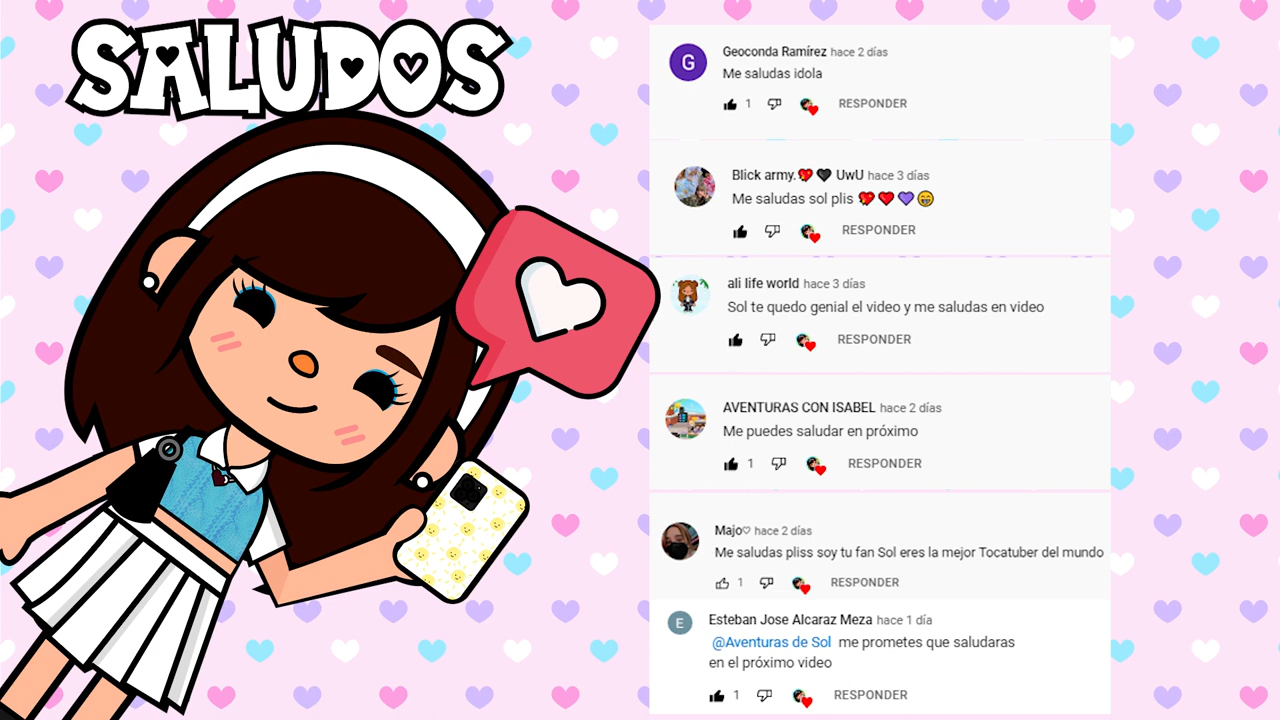 SALUDOS
G
Geoconda Ramírez hace 2 días
Me saludas idola
1 RESPONDER
Blick army.💖🖤 UwU hace 3 días
Me saludas sol plis 💖❤️💜😁
RESPONDER
ali life world hace 3 días
Sol te quedo genial el video y me saludas en video
RESPONDER
AVENTURAS CON ISABEL hace 2 días
Me puedes saludar en próximo
1 RESPONDER
Majo♡ hace 2 días
Me saludas pliss soy tu fan Sol eres la mejor Tocatuber del mundo
1 RESPONDER
E
Esteban Jose Alcaraz Meza hace 1 día
@Aventuras de Sol me prometes que saludaras
en el próximo video
1 RESPONDER